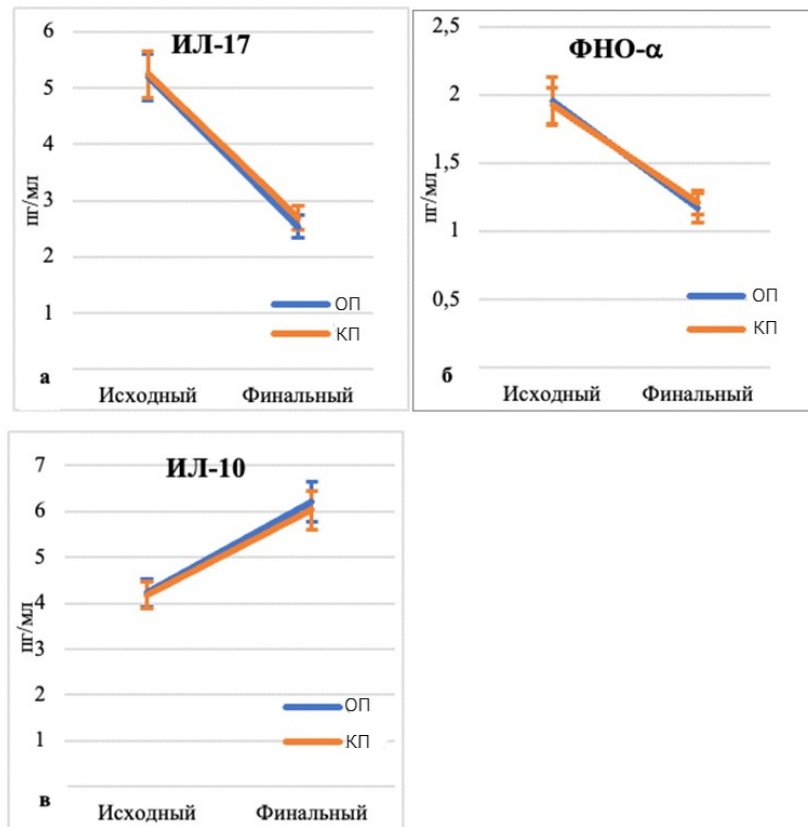 ИЛ-17
6
5
4
3
2
1
пг/мл
ОП
КП
а
Исходный Финальный
ФНО-α
2,5
2
1,5
1
0,5
пг/мл
ОП
КП
б
Исходный Финальный
ИЛ-10
7
6
5
4
3
2
1
пг/мл
ОП
КП
в
Исходный Финальный